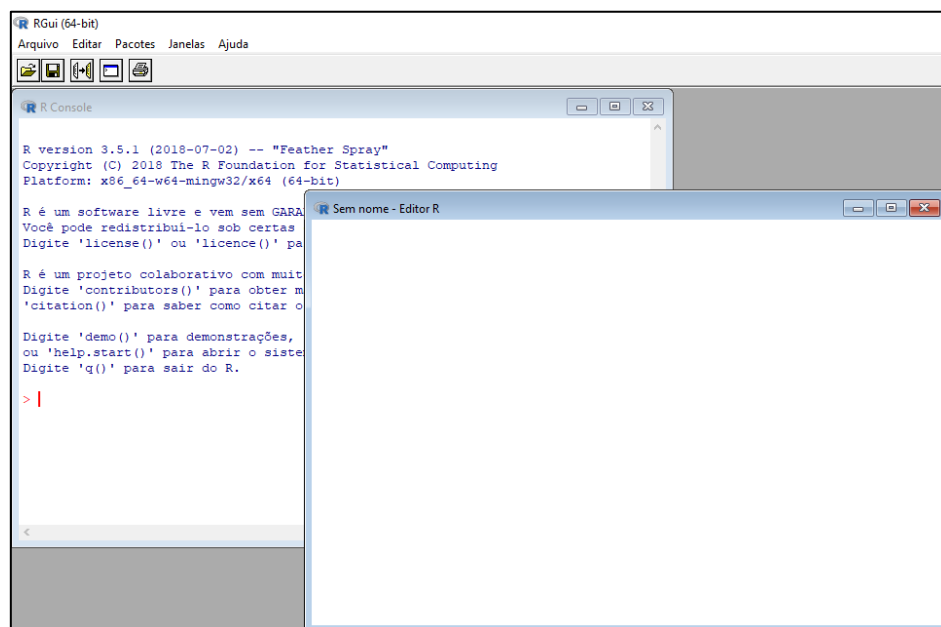 RGui (64-bit)
Arquivo Editar Pacotes Janelas Ajuda
R Console
R version 3.5.1 (2018-07-02) -- "Feather Spray"
Copyright (C) 2018 The R Foundation for Statistical Computing
Platform: x86_64-w64-mingw32/x64 (64-bit)
R é um software livre e vem sem GARA
Você pode redistribuí-lo sob certas
Digite 'license()' ou 'licence()' pa
R é um projeto colaborativo com muit
Digite 'contributors()' para obter m
'citation()' para saber como citar o
Digite 'demo()' para demonstrações,
ou 'help.start()' para abrir o siste
Digite 'q()' para sair do R.
>
Sem nome - Editor R